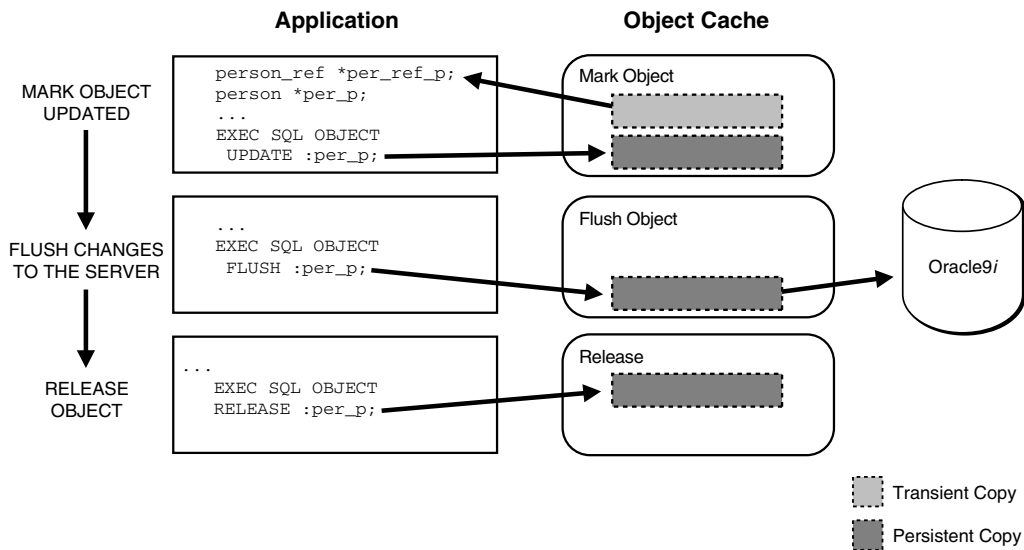 Application
Object Cache
MARK OBJECT
UPDATED
person_ref *per_ref_p;
person *per_p;
...
EXEC SQL OBJECT
UPDATE :per_p;
Mark Object
FLUSH CHANGES
TO THE SERVER
...
EXEC SQL OBJECT
FLUSH :per_p;
Flush Object
Oracle9i
RELEASE
OBJECT
...
EXEC SQL OBJECT
RELEASE :per_p;
Release
Transient Copy
Persistent Copy